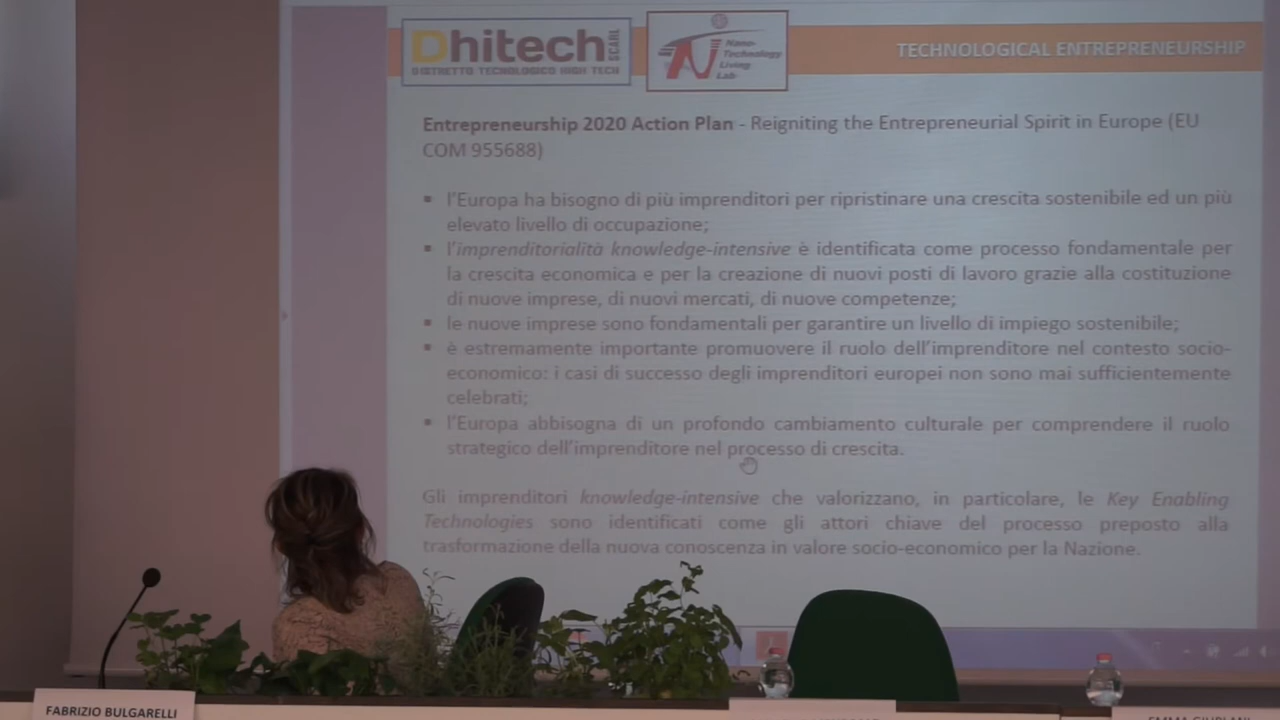 Dhitech SCARL
DISTRETTO TECNOLOGICO HIGH TECH
Nano-
Technology
Living
Lab
TECHNOLOGICAL ENTREPRENEURSHIP
Entrepreneurship 2020 Action Plan - Reigniting the Entrepreneurial Spirit in Europe (EU
COM 955688)
▪ l'Europa ha bisogno di più imprenditori per ripristinare una crescita sostenibile ed un più
elevato livello di occupazione;
▪ l'imprenditorialità knowledge-intensive è identificata come processo fondamentale per
la crescita economica e per la creazione di nuovi posti di lavoro grazie alla costituzione
di nuove imprese, di nuovi mercati, di nuove competenze;
▪ le nuove imprese sono fondamentali per garantire un livello di impiego sostenibile;
▪ è estremamente importante promuovere il ruolo dell'imprenditore nel contesto socio-
economico: i casi di successo degli imprenditori europei non sono mai sufficientemente
celebrati;
▪ l'Europa abbisogna di un profondo cambiamento culturale per comprendere il ruolo
strategico dell'imprenditore nel processo di crescita.
Gli imprenditori knowledge-intensive che valorizzano, in particolare, le Key Enabling
Technologies sono identificati come gli attori chiave del processo preposto alla
trasformazione della nuova conoscenza in valore socio-economico per la Nazione.
FABRIZIO BULGARELLI